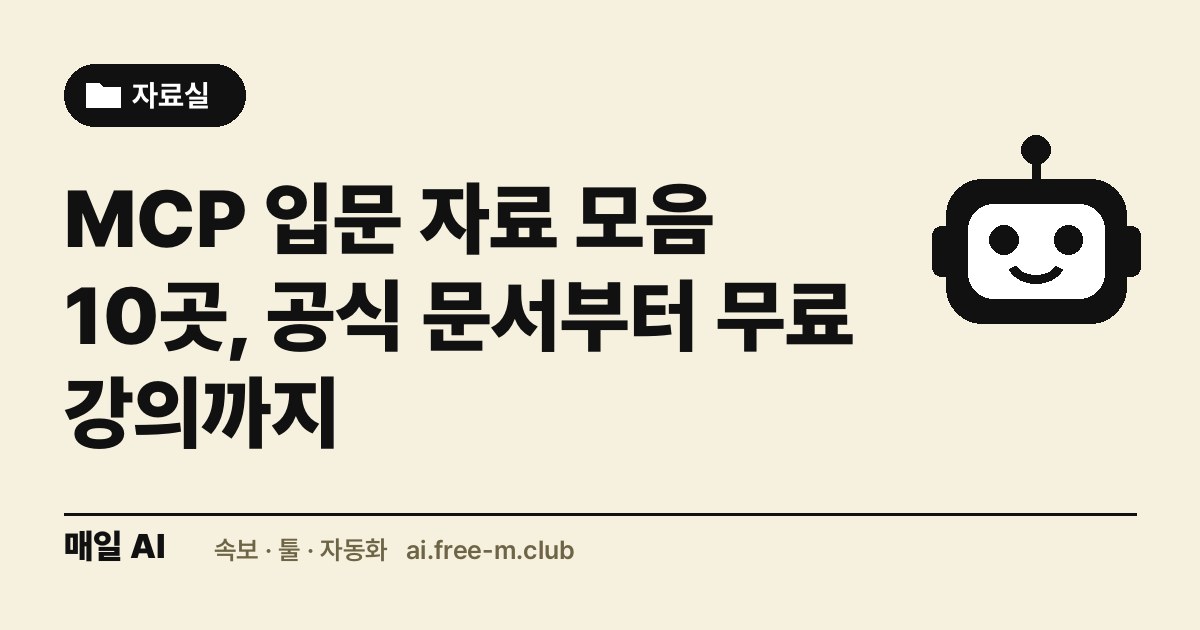 자료실
MCP 입문 자료 모음
10곳, 공식 문서부터 무료
강의까지
매일 AI 속보 · 툴 · 자동화 ai.free-m.club